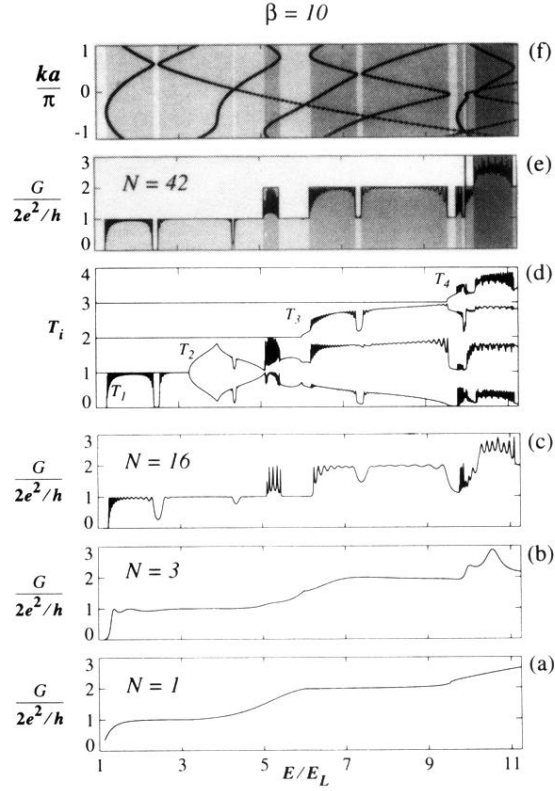 β = 10
(f)
ka/π
1
0
-1
(e)
G/2e²/h
N = 42
3
2
1
0
(d)
T_i
4
3
2
1
0
T_1
T_2
T_3
T_4
(c)
G/2e²/h
N = 16
3
2
1
0
(b)
G/2e²/h
N = 3
3
2
1
0
(a)
G/2e²/h
N = 1
3
2
1
0
1 3 5 7 9 11
E/E_L